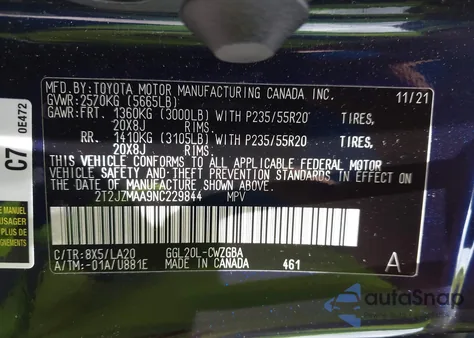 MFD.BY:TOYOTA MOTOR MANUFACTURING CANADA INC.
GVWR:2570KG (5665LB) 11/21
GAWR:FRT. 1360KG (3000LB) WITH P235/55R20 TIRES,
20X8J RIMS.
RR. 1410KG (3105LB) WITH P235/55R20 TIRES,
20X8J RIMS.
THIS VEHICLE CONFORMS TO ALL APPLICABLE FEDERAL MOTOR
VEHICLE SAFETY AND THEFT PREVENTION STANDARDS IN EFFECT ON
THE DATE OF MANUFACTURE SHOWN ABOVE.
2T2JZMAA9NC229844 MPV
C/TR:8X5/LA20 GGL20L-CWZGBA
A/TM:-01A/U881E MADE IN CANADA 461 A
C7 0E472
autoSnap